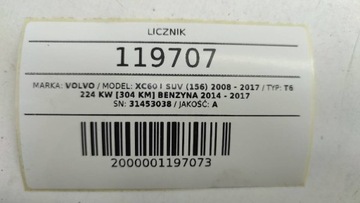 LICZNIK
119707
MARKA: VOLVO / MODEL: XC60 I SUV (156) 2008 - 2017 / TYP: T6
224 KW [304 KM] BENZYNA 2014 - 2017
SN: 31453038 / JAKOŚĆ: A
2000001197073